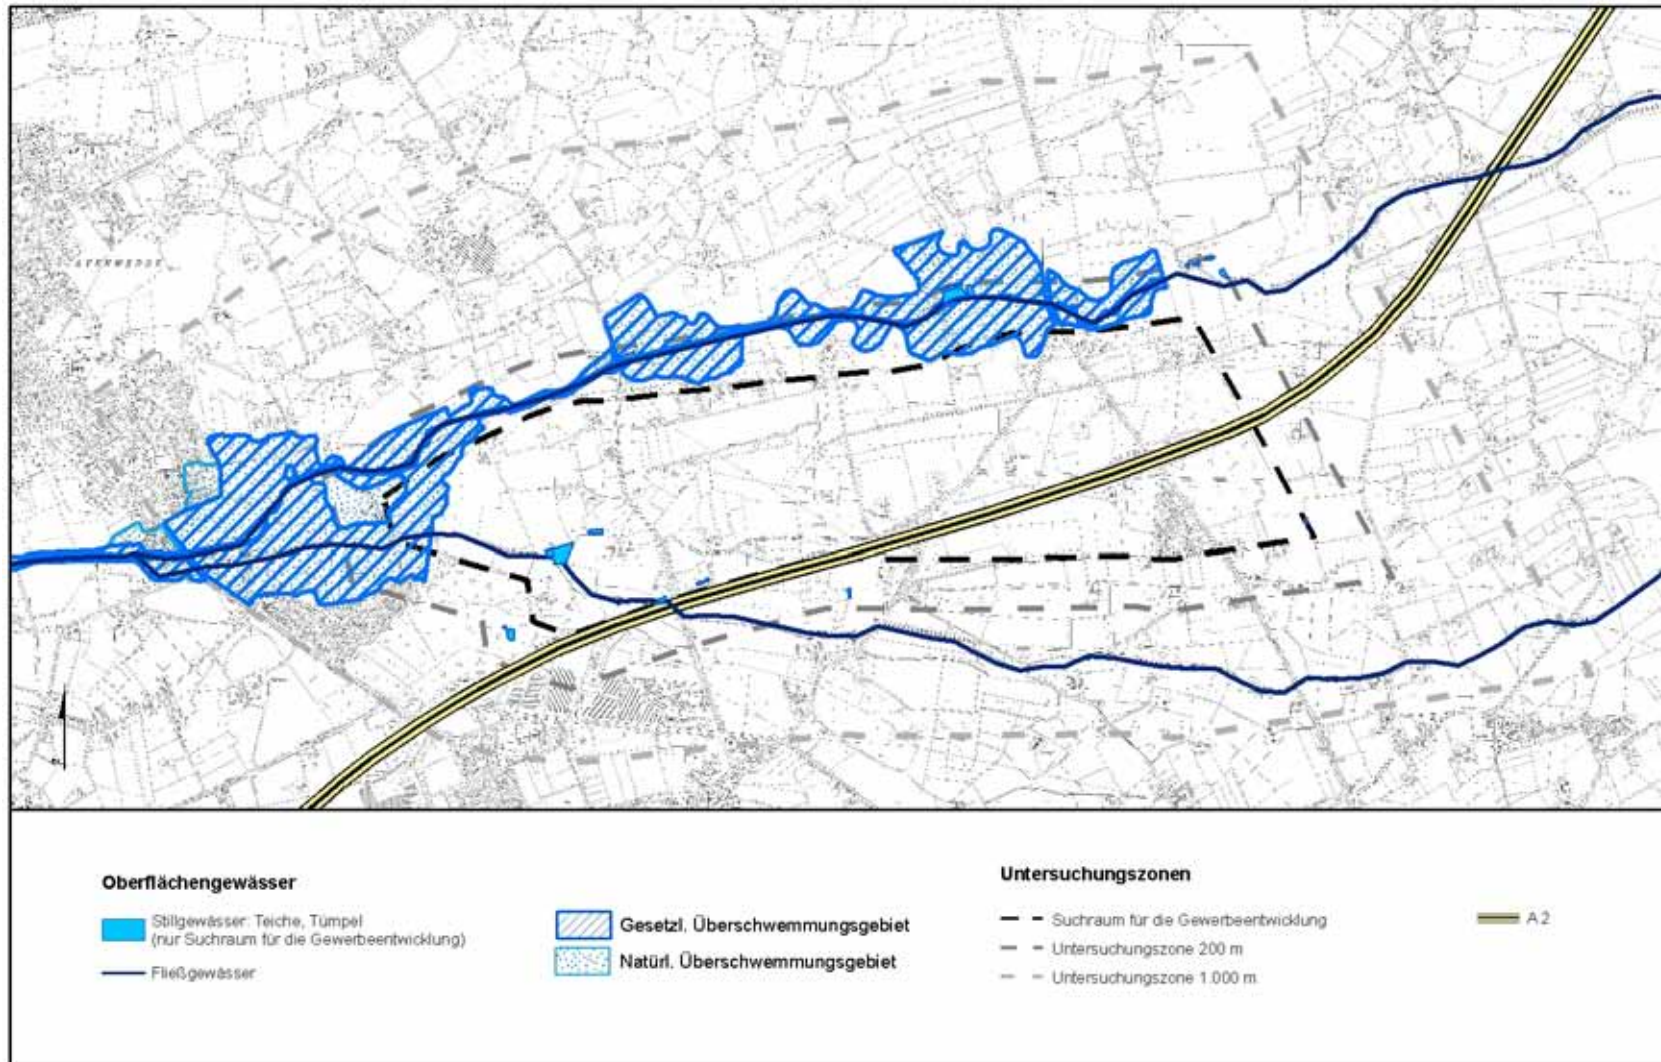 AVENWEDDE
Oberflächengewässer
Stillgewässer: Teiche, Tümpel
(nur Suchraum für die Gewerbeentwicklung)
Fließgewässer
Gesetzl. Überschwemmungsgebiet
Natürl. Überschwemmungsgebiet
Untersuchungszonen
Suchraum für die Gewerbeentwicklung
Untersuchungszone 200 m
Untersuchungszone 1.000 m
A 2